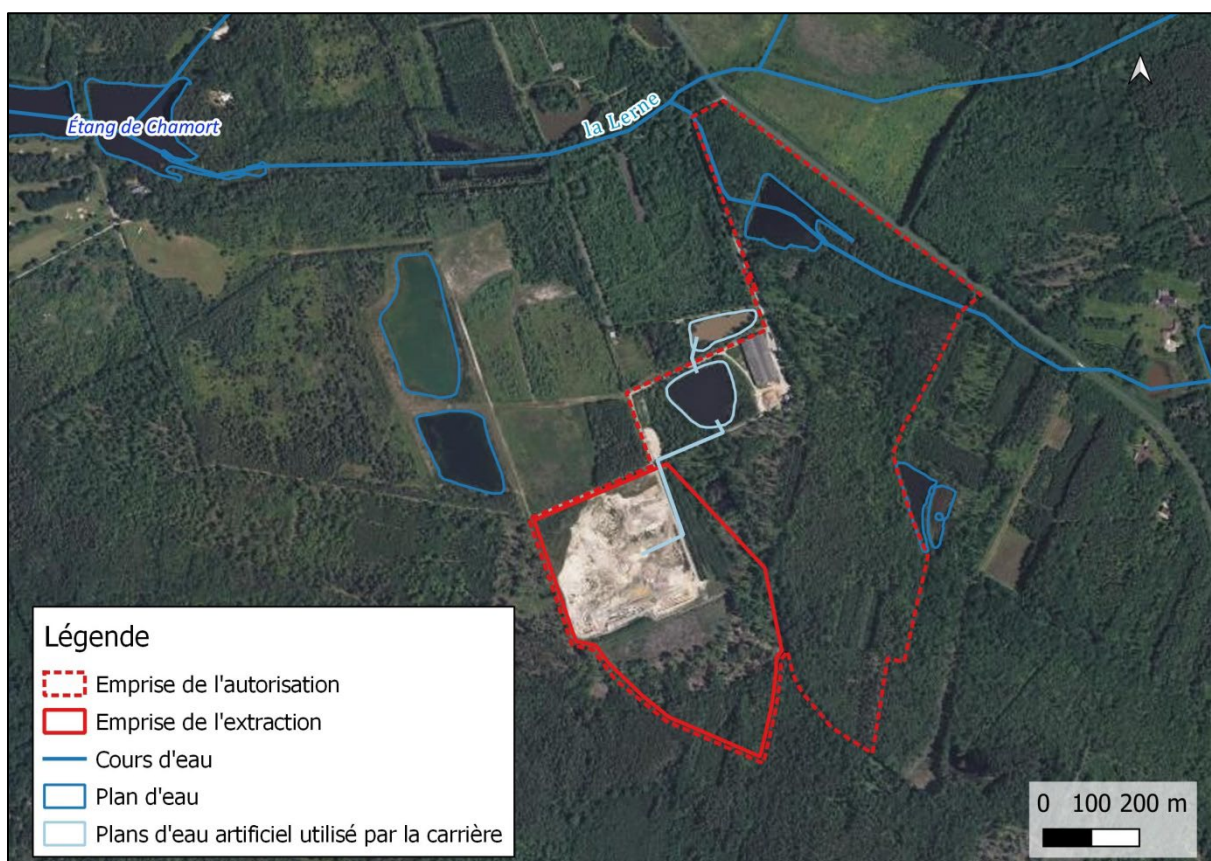 la Lerne
Étang de Chamort
Légende
Emprise de l'autorisation
Emprise de l'extraction
Cours d'eau
Plan d'eau
Plans d'eau artificiel utilisé par la carrière
0 100 200 m